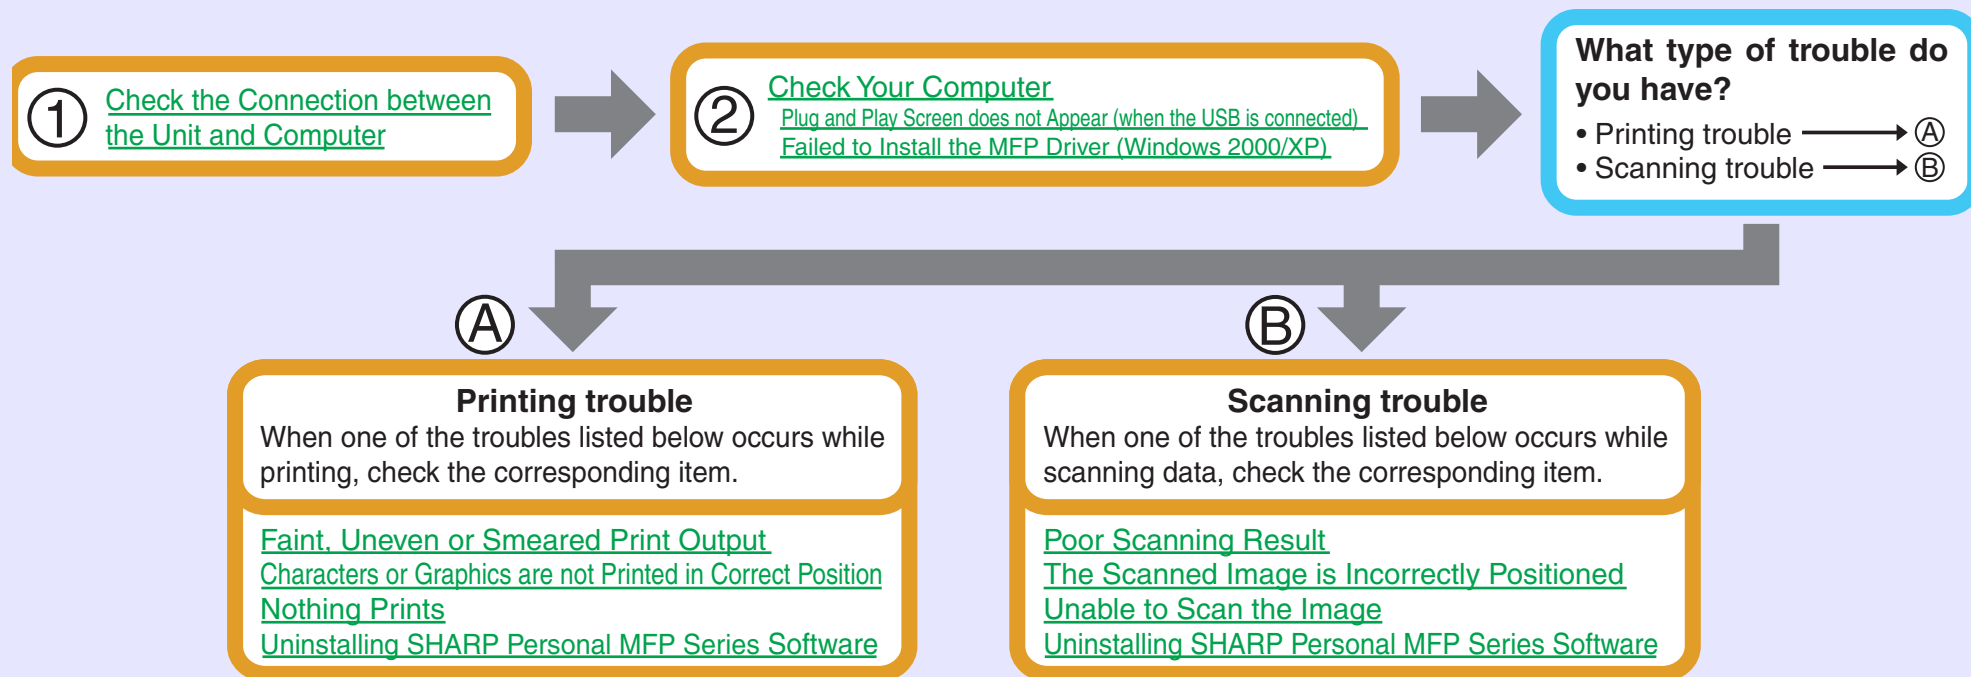 ① Check the Connection between
the Unit and Computer
② Check Your Computer
Plug and Play Screen does not Appear (when the USB is connected)
Failed to Install the MFP Driver (Windows 2000/XP)
What type of trouble do
you have?
• Printing trouble Ⓐ
• Scanning trouble Ⓑ
Ⓐ
Printing trouble
When one of the troubles listed below occurs while
printing, check the corresponding item.
Faint, Uneven or Smeared Print Output
Characters or Graphics are not Printed in Correct Position
Nothing Prints
Uninstalling SHARP Personal MFP Series Software
Ⓑ
Scanning trouble
When one of the troubles listed below occurs while
scanning data, check the corresponding item.
Poor Scanning Result
The Scanned Image is Incorrectly Positioned
Unable to Scan the Image
Uninstalling SHARP Personal MFP Series Software